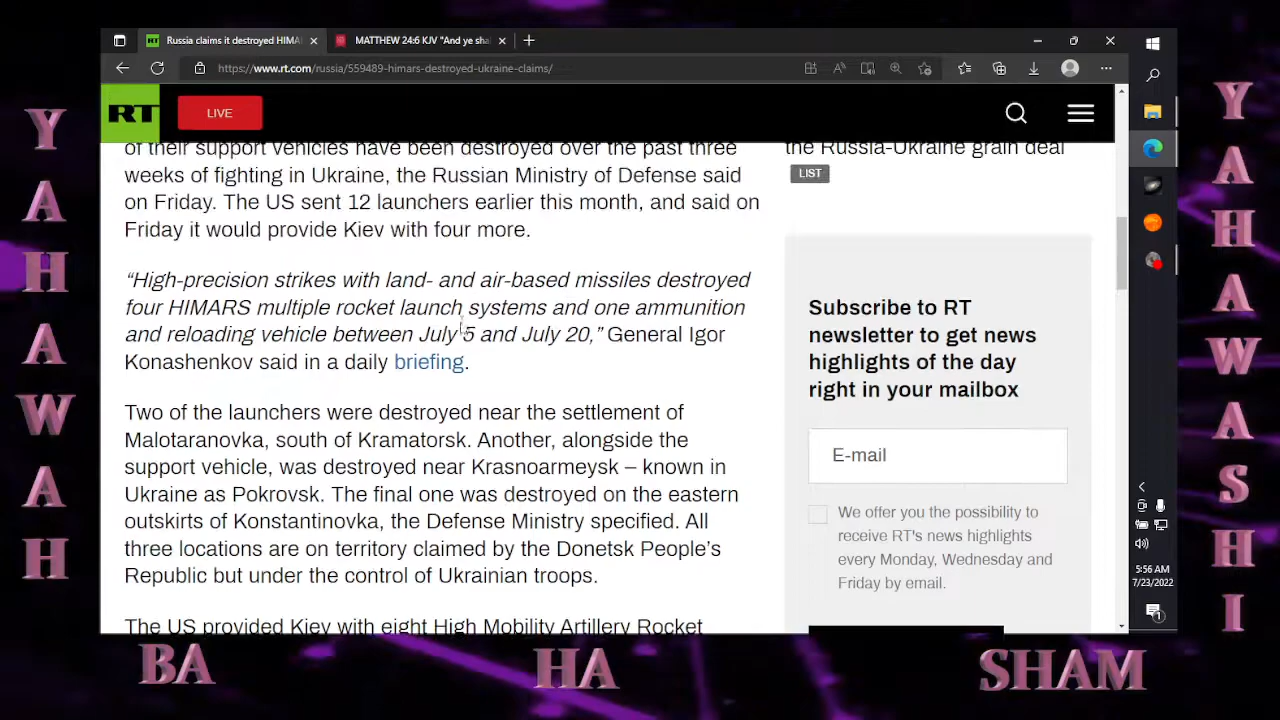 Russia claims it destroyed HIMA
MATTHEW 24:6 KJV "And ye sha
https://www.rt.com/russia/559489-himars-destroyed-ukraine-claims/
RT
LIVE
of their support vehicles have been destroyed over the past three
weeks of fighting in Ukraine, the Russian Ministry of Defense said
on Friday. The US sent 12 launchers earlier this month, and said on
Friday it would provide Kiev with four more.
“High-precision strikes with land- and air-based missiles destroyed
four HIMARS multiple rocket launch systems and one ammunition
and reloading vehicle between July 5 and July 20,” General Igor
Konashenkov said in a daily briefing.
Two of the launchers were destroyed near the settlement of
Malotaranovka, south of Kramatorsk. Another, alongside the
support vehicle, was destroyed near Krasnoarmeysk – known in
Ukraine as Pokrovsk. The final one was destroyed on the eastern
outskirts of Konstantinovka, the Defense Ministry specified. All
three locations are on territory claimed by the Donetsk People’s
Republic but under the control of Ukrainian troops.
The US provided Kiev with eight High Mobility Artillery Rocket
the Russia-Ukraine grain deal
LIST
Subscribe to RT
newsletter to get news
highlights of the day
right in your mailbox
E-mail
We offer you the possibility to
receive RT's news highlights
every Monday, Wednesday and
Friday by email.
5:56 AM
7/23/2022
YAHAWAH
YAHAWASHI
BA HA SHAM